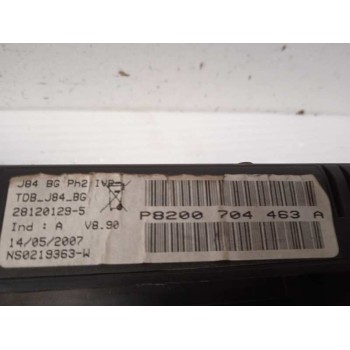 J84 BG Ph2 IVP
TDB_J84_BG
28120129-5
Ind : A V8.90
14/05/2007
NS0219363-W
P8200 704 463 A